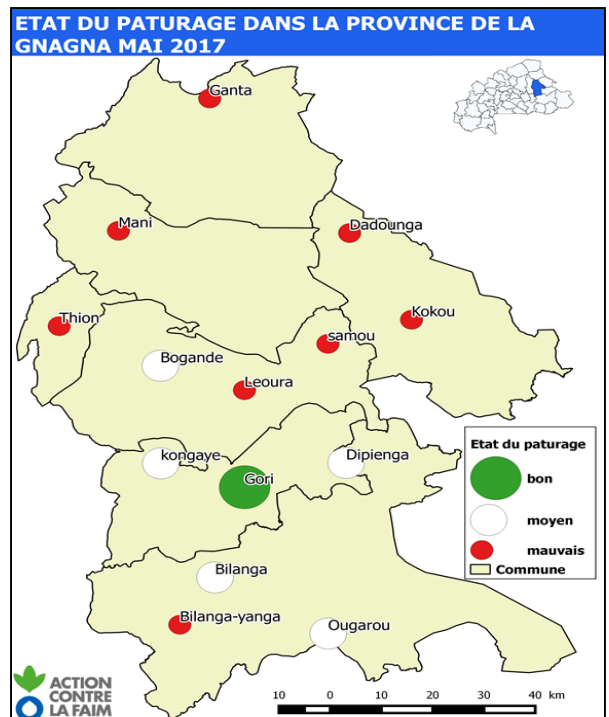 ETAT DU PATURAGE DANS LA PROVINCE DE LA
GNAGNA MAI 2017
Ganta
Mani
Dadounga
Thion
Kokou
samou
Bogande
Leoura
kongaye
Dipienga
Gori
Etat du paturage
bon
moyen
mauvais
Commune
Bilanga
Bilanga-yanga
Ougarou
ACTION
CONTRE
LA FAIM
10 0 10 20 30 40 km